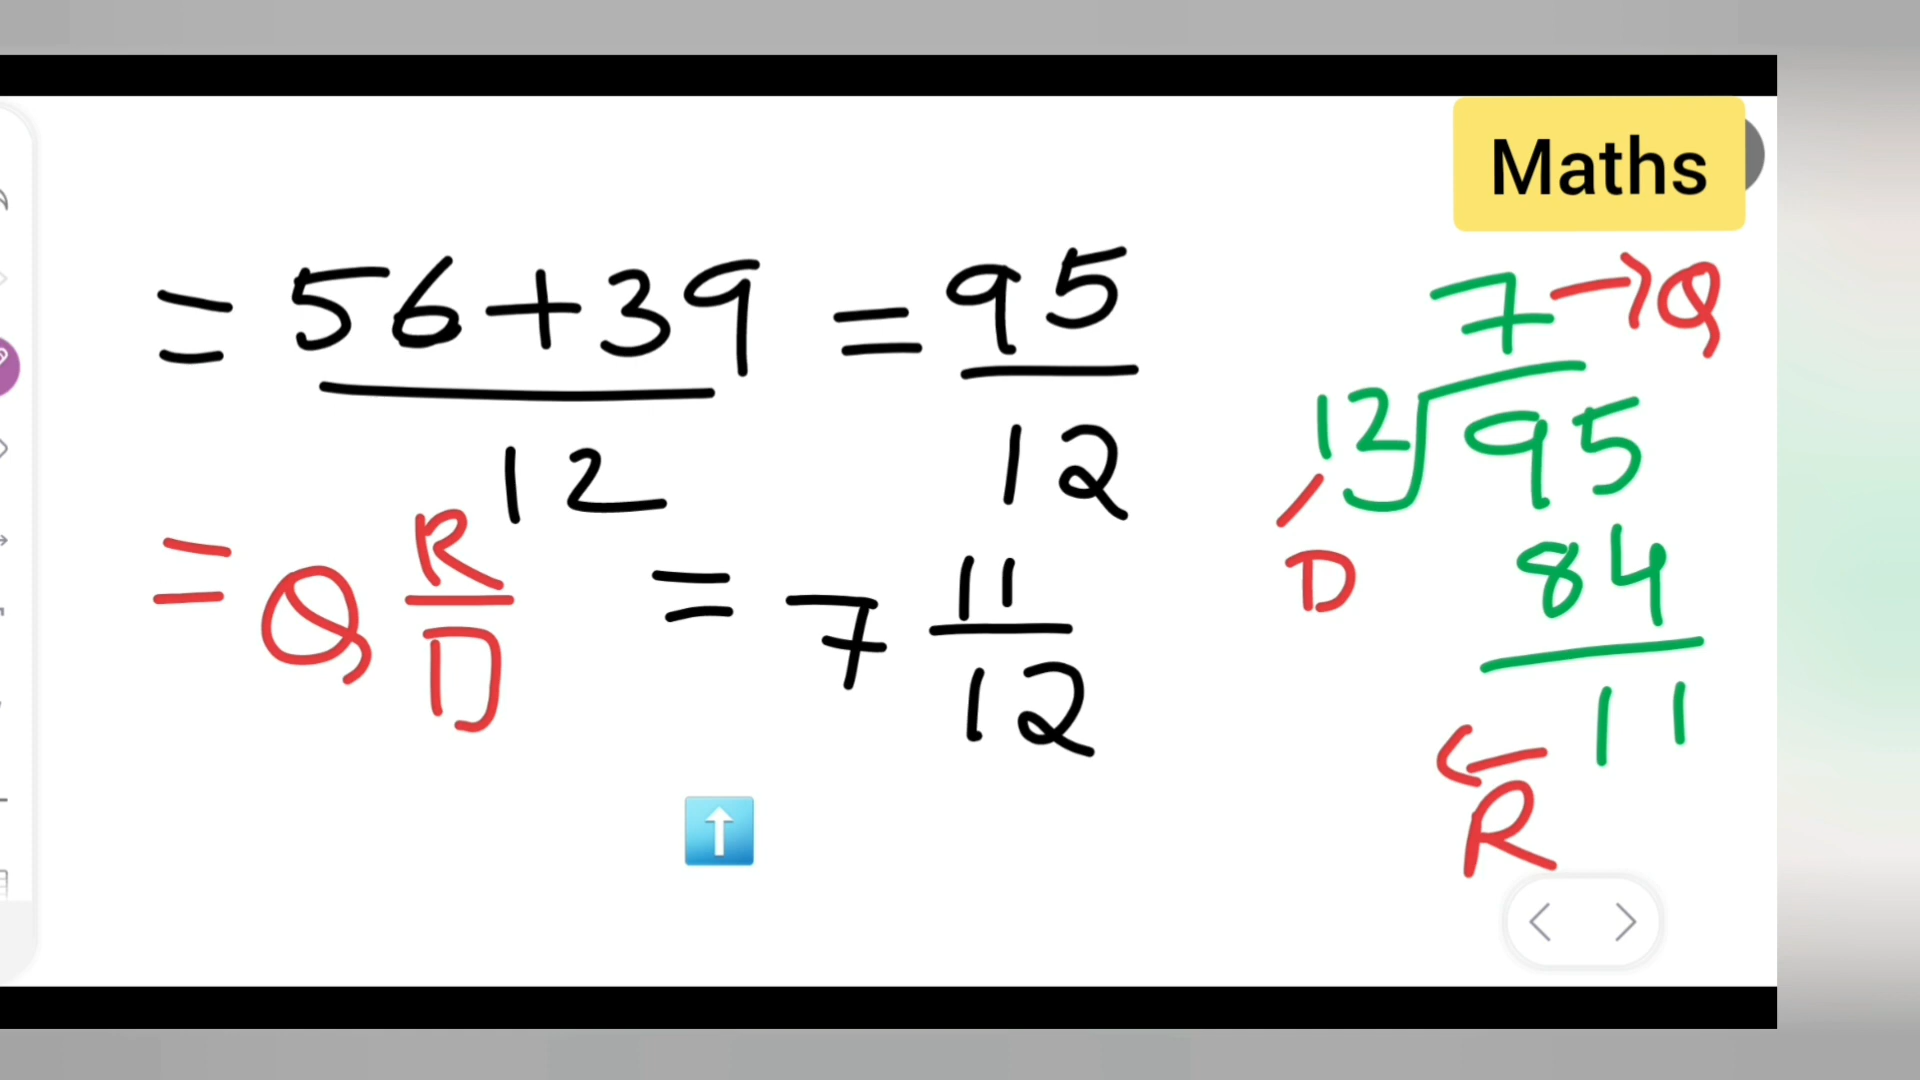 Maths
= 56+39/12 = 95/12
= Q R/D = 7 11/12
7 → Q
12 95
D
84
11
← R